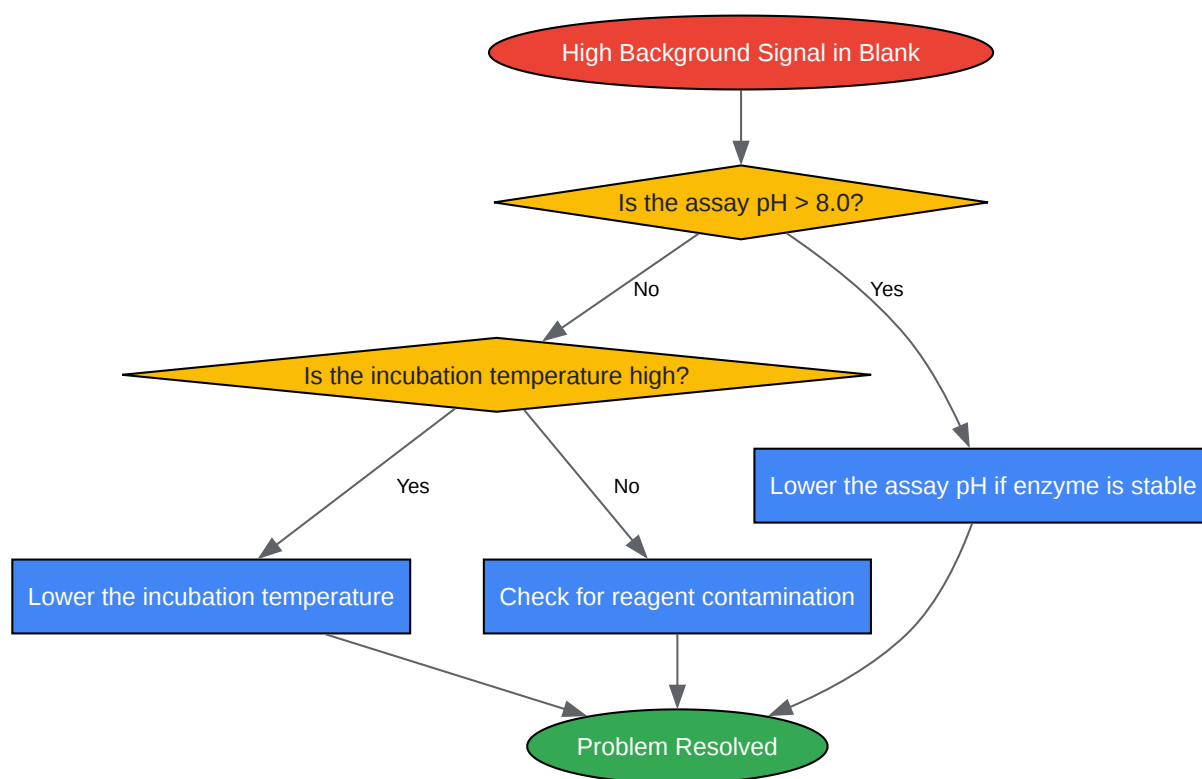 High Background Signal in Blank
Is the assay pH > 8.0?
No
Yes
Is the incubation temperature high?
Yes
No
Lower the assay pH if enzyme is stable
Lower the incubation temperature
Check for reagent contamination
Problem Resolved